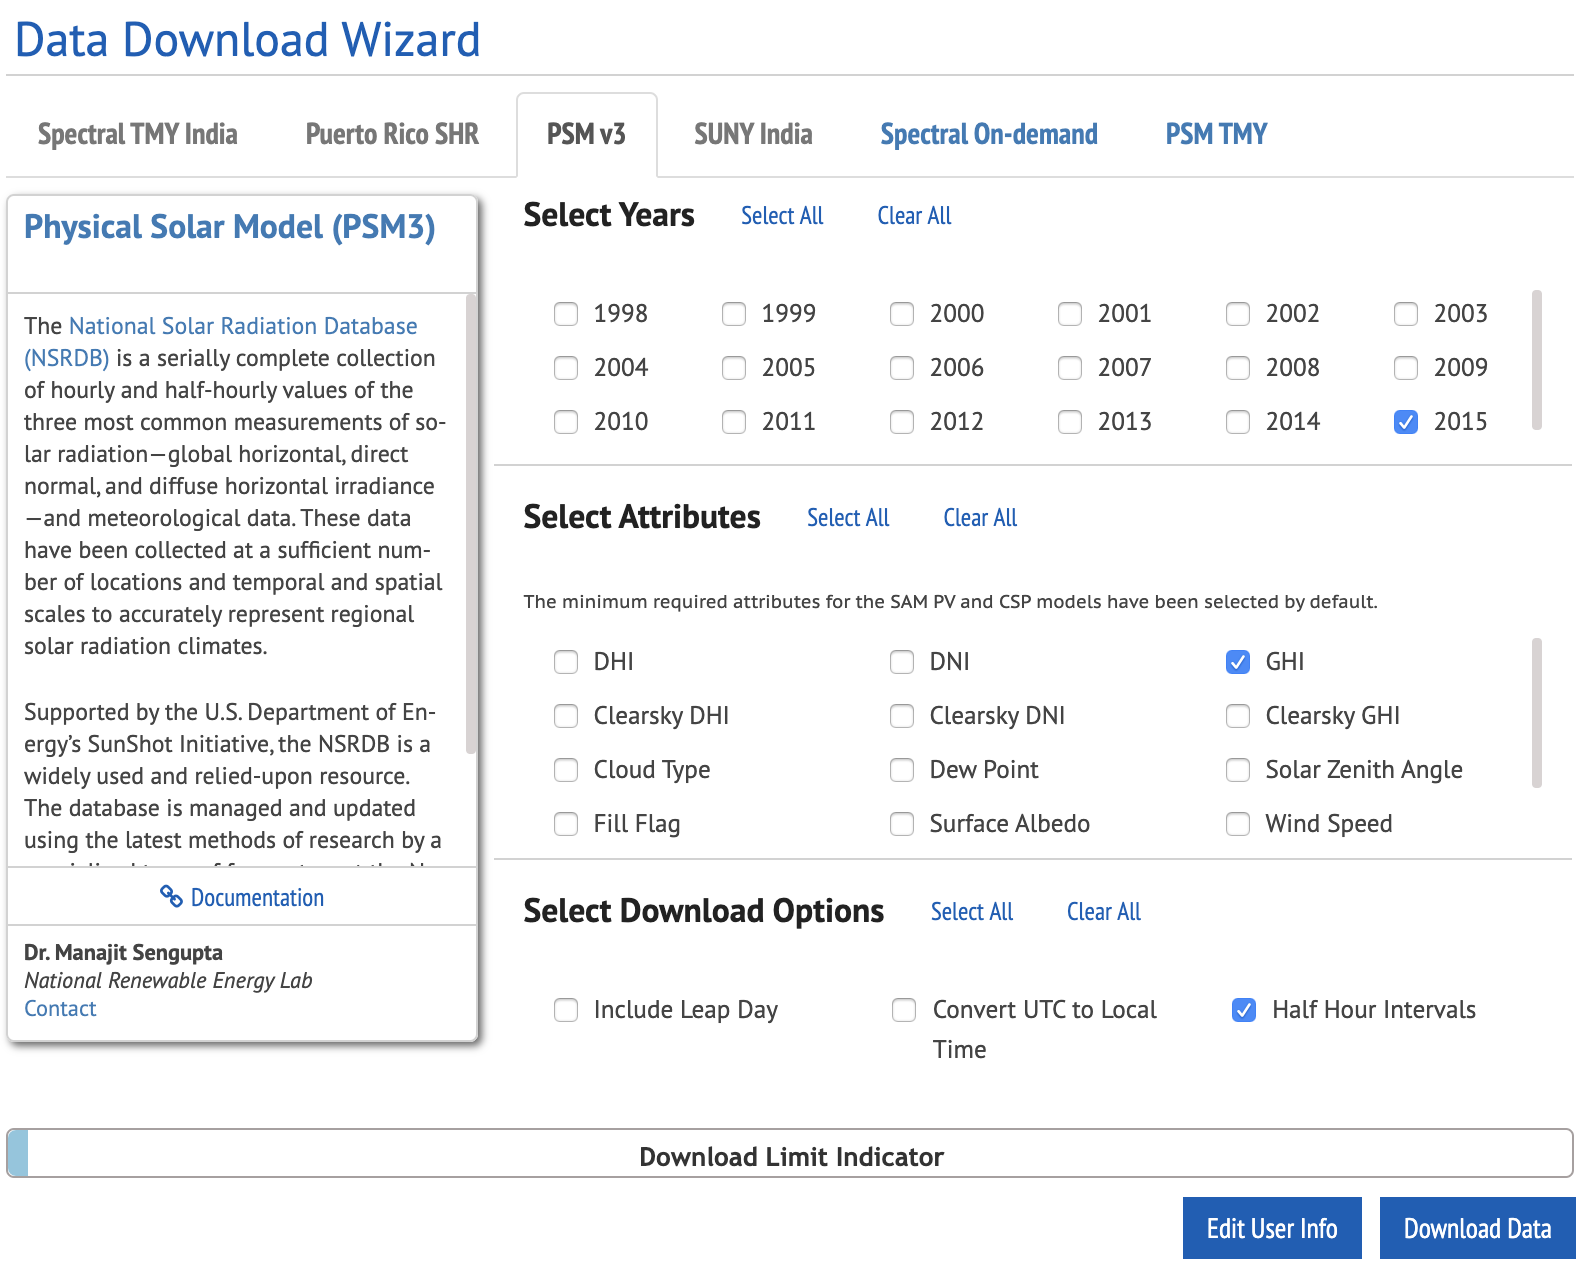 Data Download Wizard
Spectral TMY India
Puerto Rico SHR
PSM v3
SUNY India
Spectral On-demand
PSM TMY
Physical Solar Model (PSM3)
The National Solar Radiation Database
(NSRDB) is a serially complete collection
of hourly and half-hourly values of the
three most common measurements of so-
lar radiation—global horizontal, direct
normal, and diffuse horizontal irradiance
—and meteorological data. These data
have been collected at a sufficient num-
ber of locations and temporal and spatial
scales to accurately represent regional
solar radiation climates.
Supported by the U.S. Department of En-
ergy’s SunShot Initiative, the NSRDB is a
widely used and relied-upon resource.
The database is managed and updated
using the latest methods of research by a
Documentation
Dr. Manajit Sengupta
National Renewable Energy Lab
Contact
Select Years Select All Clear All
1998 1999 2000 2001 2002 2003
2004 2005 2006 2007 2008 2009
2010 2011 2012 2013 2014 2015
Select Attributes Select All Clear All
The minimum required attributes for the SAM PV and CSP models have been selected by default.
DHI DNI GHI
Clearsky DHI Clearsky DNI Clearsky GHI
Cloud Type Dew Point Solar Zenith Angle
Fill Flag Surface Albedo Wind Speed
Select Download Options Select All Clear All
Include Leap Day
Convert UTC to Local
Time
Half Hour Intervals
Download Limit Indicator
Edit User Info
Download Data